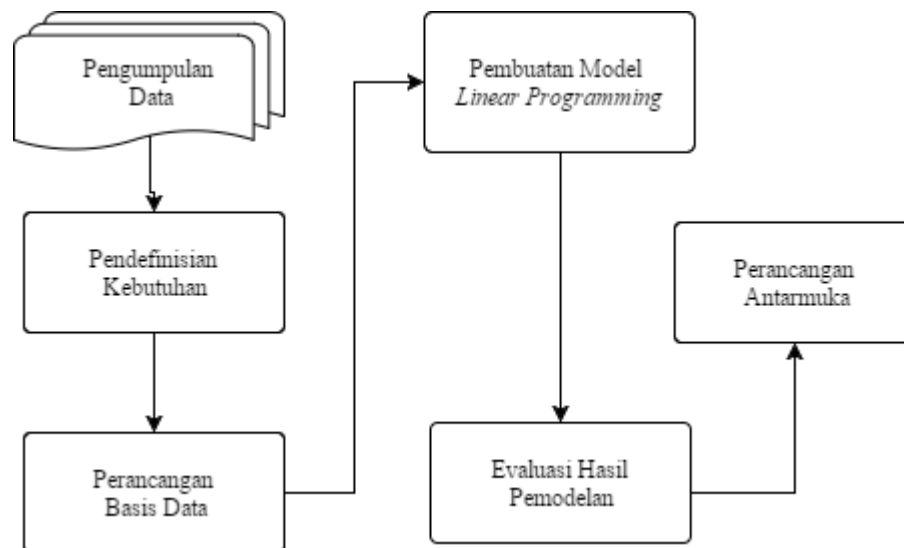 Pengumpulan
Data
Pendefinisian
Kebutuhan
Perancangan
Basis Data
Pembuatan Model
Linear Programming
Evaluasi Hasil
Pemodelan
Perancangan
Antarmuka